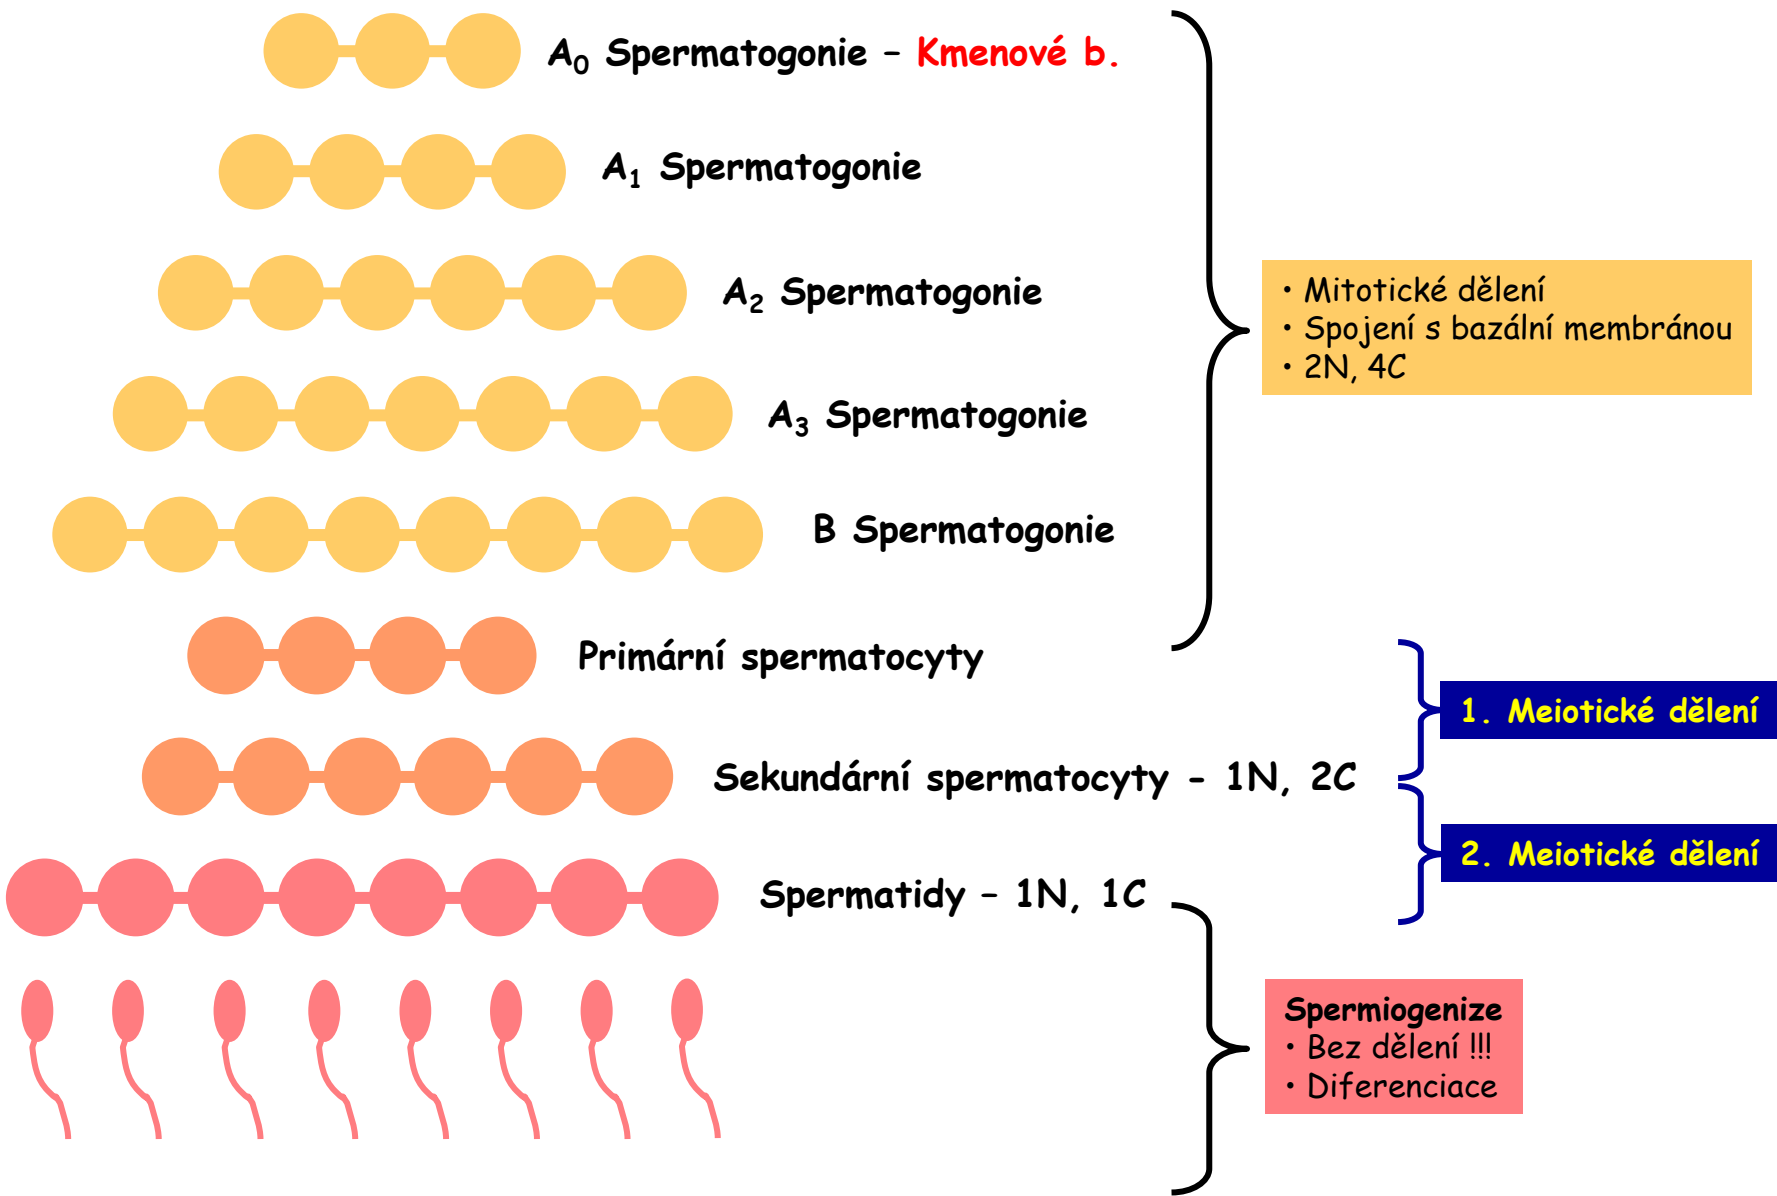 A₀ Spermatogonie – Kmenové b.
A₁ Spermatogonie
A₂ Spermatogonie
• Mitotické dělení
• Spojení s bazální membránou
• 2N, 4C
A₃ Spermatogonie
B Spermatogonie
Primární spermatocyty
1. Meiotické dělení
Sekundární spermatocyty - 1N, 2C
2. Meiotické dělení
Spermatidy – 1N, 1C
Spermiogenize
• Bez dělení !!!
• Diferenciace